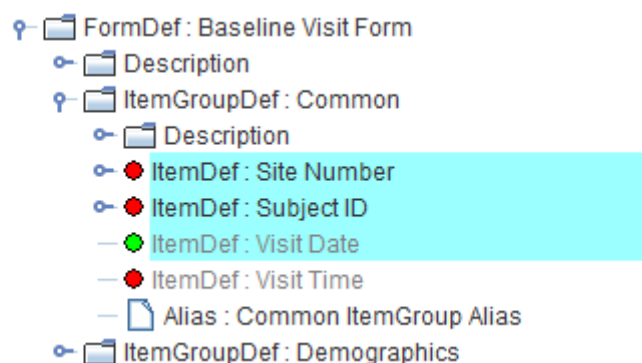 FormDef : Baseline Visit Form
Description
ItemGroupDef : Common
Description
ItemDef : Site Number
ItemDef : Subject ID
ItemDef : Visit Date
ItemDef : Visit Time
Alias : Common ItemGroup Alias
ItemGroupDef : Demographics